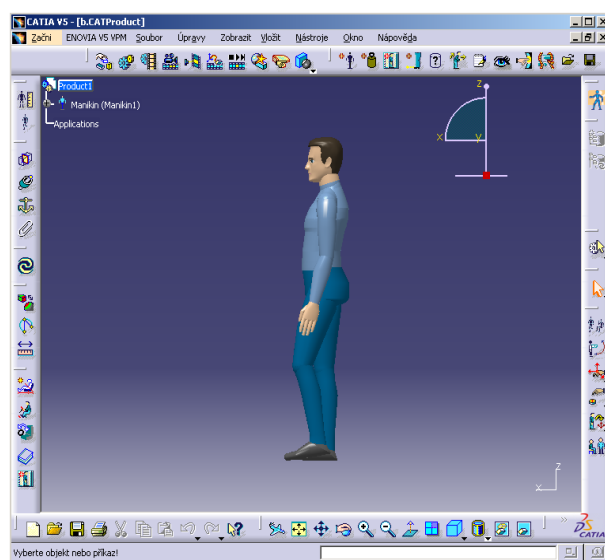 CATIA V5 - [b.CATProduct]
Začni ENOVIA V5 VPM Soubor Úpravy Zobrazit Vložit Nástroje Okno Nápověda
Product1
Manikin (Manikin1)
Applications
z
x y
z
x
CATIA
Vyberte objekt nebo příkaz!